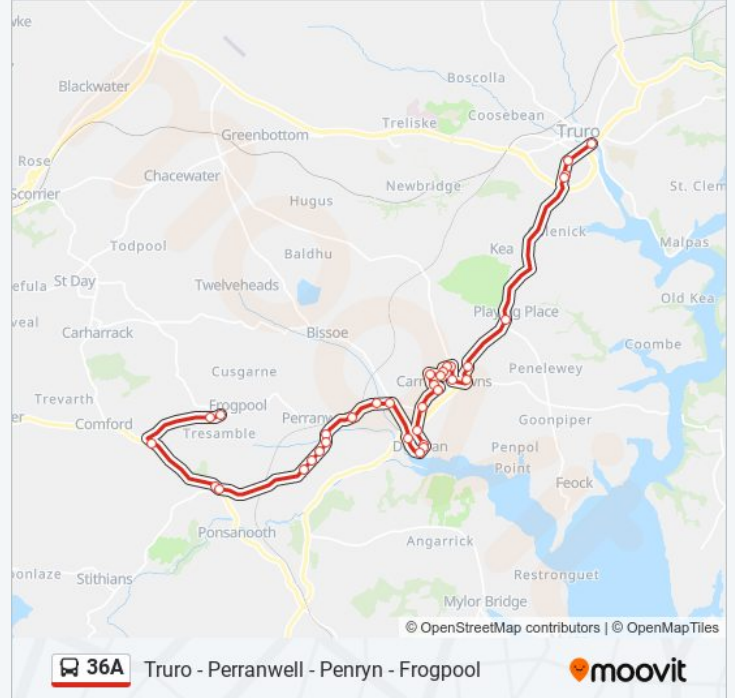 Boscolla
Blackwater
Treliske
Coosebean
Truro
Greenbottom
Rose
Chacewater
Scorrier
Newbridge
St. Clem
Hugus
Todpool
Kea
Malpas
Baldhu
St Day
Twelveheads
Old Kea
Playing Place
Carharrack
Bissoe
Coombe
Cusgarne
Penelewey
Trevarth
Frogpool
Goonpiper
Comford
Tresamble
Penpol
Point
Feock
Ponsanooth
Angarrick
Stithians
Restronguet
Mylor Bridge
© OpenStreetMap contributors | © OpenMapTiles
36A Truro - Perranwell - Penryn - Frogpool
moovit